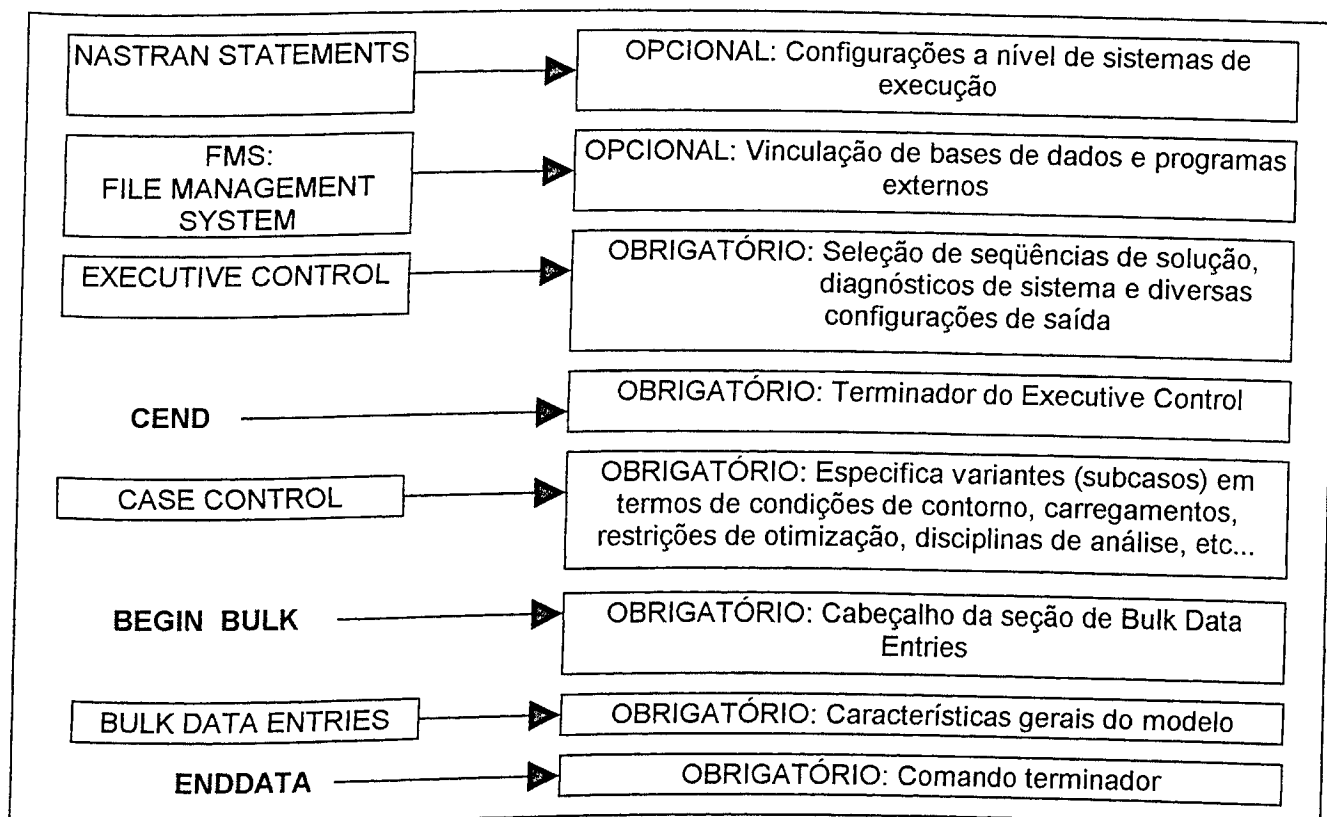 NASTRAN STATEMENTS
OPCIONAL: Configurações a nível de sistemas de
execução
FMS:
FILE MANAGEMENT
SYSTEM
OPCIONAL: Vinculação de bases de dados e programas
externos
EXECUTIVE CONTROL
OBRIGATÓRIO: Seleção de seqüências de solução,
diagnósticos de sistema e diversas
configurações de saída
CEND
OBRIGATÓRIO: Terminador do Executive Control
CASE CONTROL
OBRIGATÓRIO: Especifica variantes (subcasos) em
termos de condições de contorno, carregamentos,
restrições de otimização, disciplinas de análise, etc...
BEGIN BULK
OBRIGATÓRIO: Cabeçalho da seção de Bulk Data
Entries
BULK DATA ENTRIES
OBRIGATÓRIO: Características gerais do modelo
ENDDATA
OBRIGATÓRIO: Comando terminador